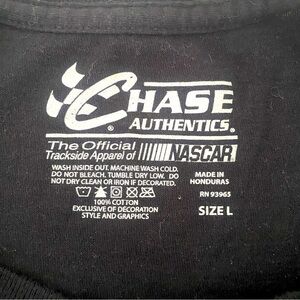 CHASE
AUTHENTICS®
The Official
Trackside Apparel of NASCAR
WASH INSIDE OUT. MACHINE WASH COLD.
DO NOT BLEACH. TUMBLE DRY LOW. DO
NOT DRY CLEAN OR IRON IF DECORATED.
100% COTTON
EXCLUSIVE OF DECORATION
STYLE AND GRAPHICS
MADE IN
HONDURAS
RN 93965
SIZE L